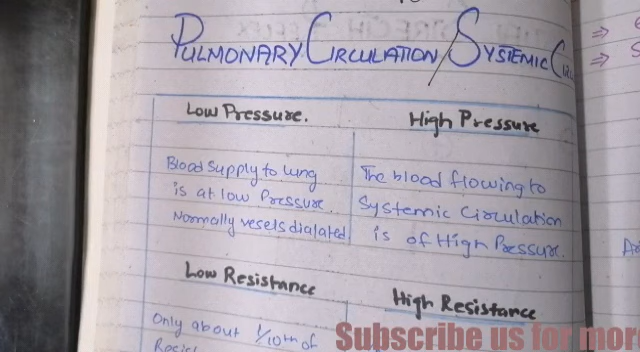 PULMONARY CIRCULATION / SYSTEMIC
Low Pressure.
High Pressure
Blood Supply to lung
is at low Pressure.
Normally vesels dialated
The blood flowing to
Systemic Circulation
is of High Pressure.
Low Resistance
High Resistance
Only about 1/10th of
Subscribe us for mor